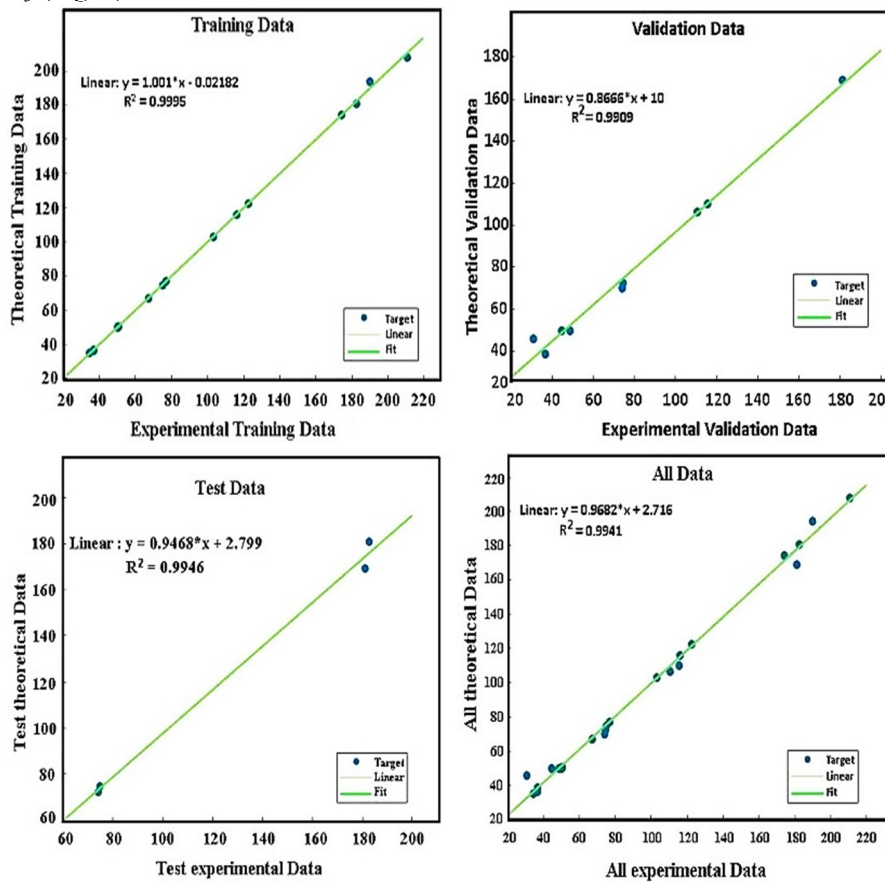 Training Data
Linear: y = 1.001*x - 0.02182
R² = 0.9995
Theoretical Training Data
200
180
160
140
120
100
80
60
40
20
Target
Linear
Fit
20 40 60 80 100 120 140 160 180 200 220
Experimental Training Data
Validation Data
Linear: y = 0.8666*x + 10
R² = 0.9909
Theoretical Validation Data
180
160
140
120
100
80
60
40
20
Target
Linear
Fit
20 40 60 80 100 120 140 160 180 200
Experimental Validation Data
Test Data
Linear : y = 0.9468*x + 2.799
R² = 0.9946
Test theoretical Data
200
180
160
140
120
100
80
60
Target
Linear
Fit
60 80 100 120 140 160 180 200
Test experimental Data
All Data
Linear: y = 0.9682*x + 2.716
R² = 0.9941
All theoretical Data
220
200
180
160
140
120
100
80
60
40
20
Target
Linear
Fit
20 40 60 80 100 120 140 160 180 200 220
All experimental Data